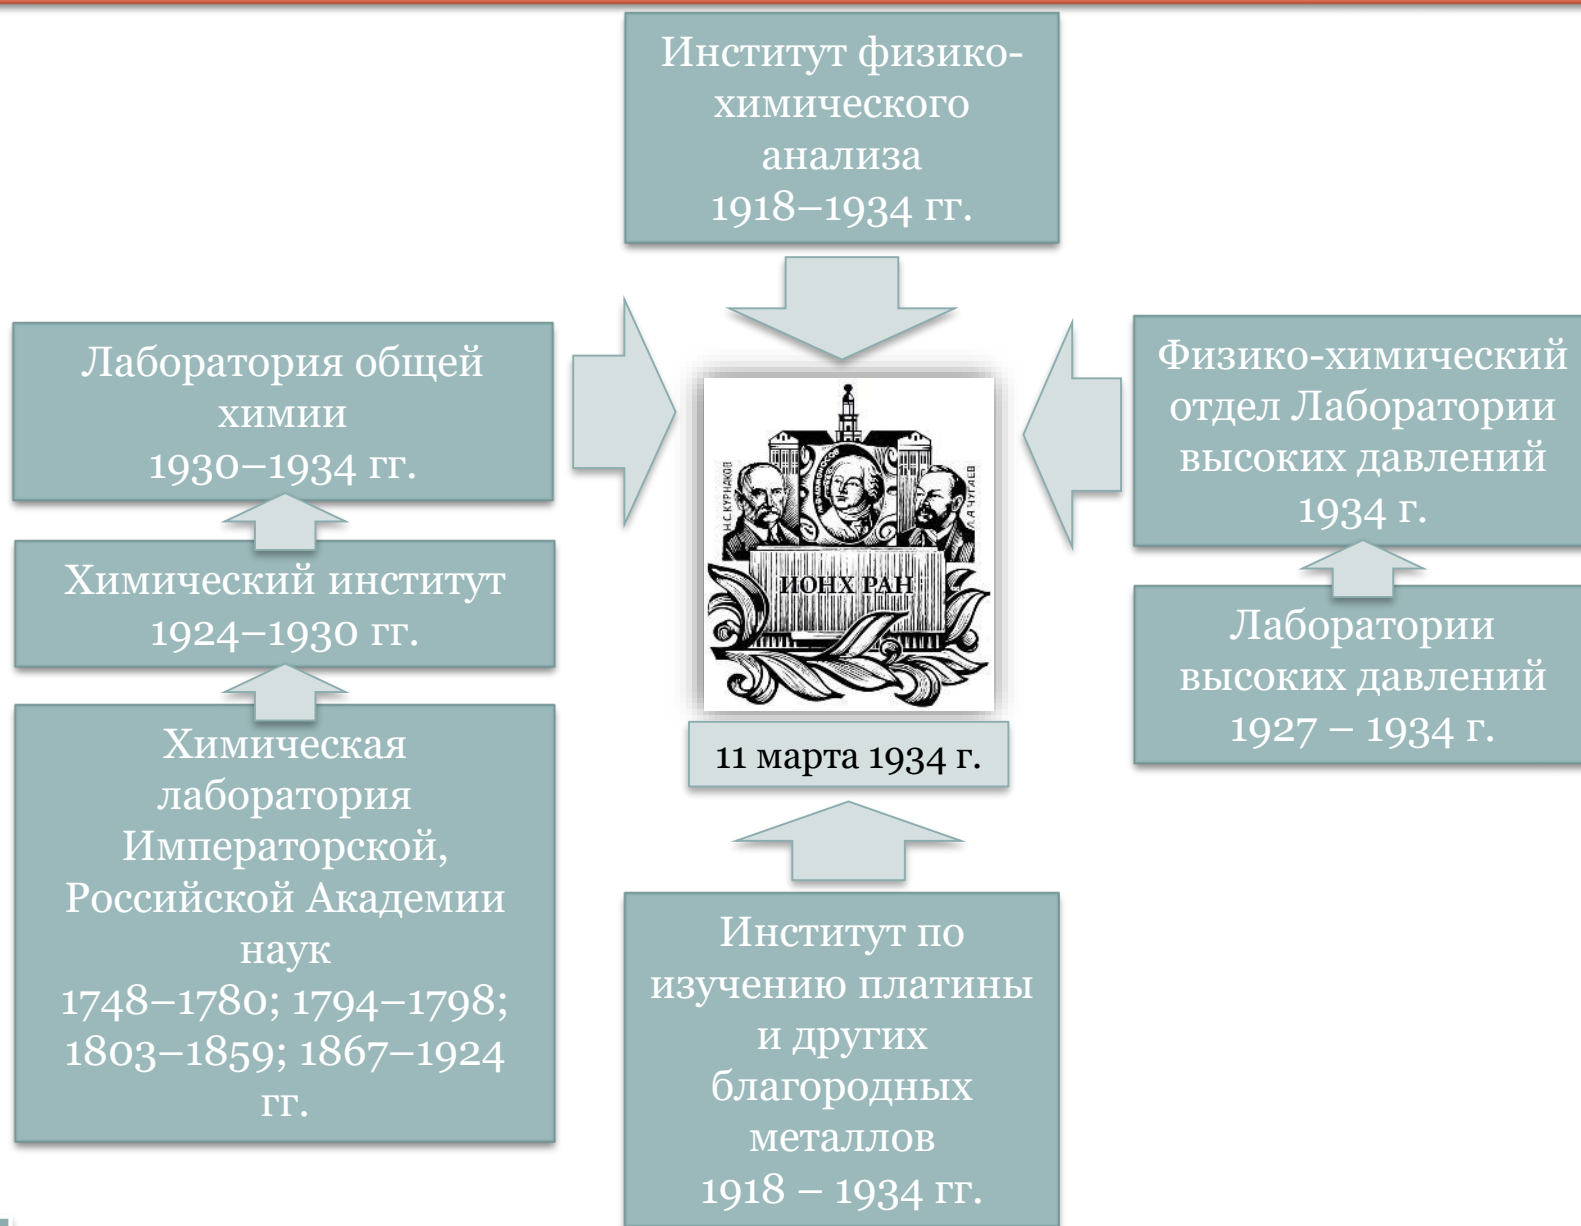 Институт физико-
химического
анализа
1918–1934 гг.
Лаборатория общей
химии
1930–1934 гг.
Химический институт
1924–1930 гг.
Химическая
лаборатория
Императорской,
Российской Академии
наук
1748–1780; 1794–1798;
1803–1859; 1867–1924
гг.
Н.С.КУРНАКОВ
ЛОМОНОСОВ
Л.А.ЧУГАЕВ
ИОНХ РАН
11 марта 1934 г.
Физико-химический
отдел Лаборатории
высоких давлений
1934 г.
Лаборатории
высоких давлений
1927 – 1934 г.
Институт по
изучению платины
и других
благородных
металлов
1918 – 1934 гг.